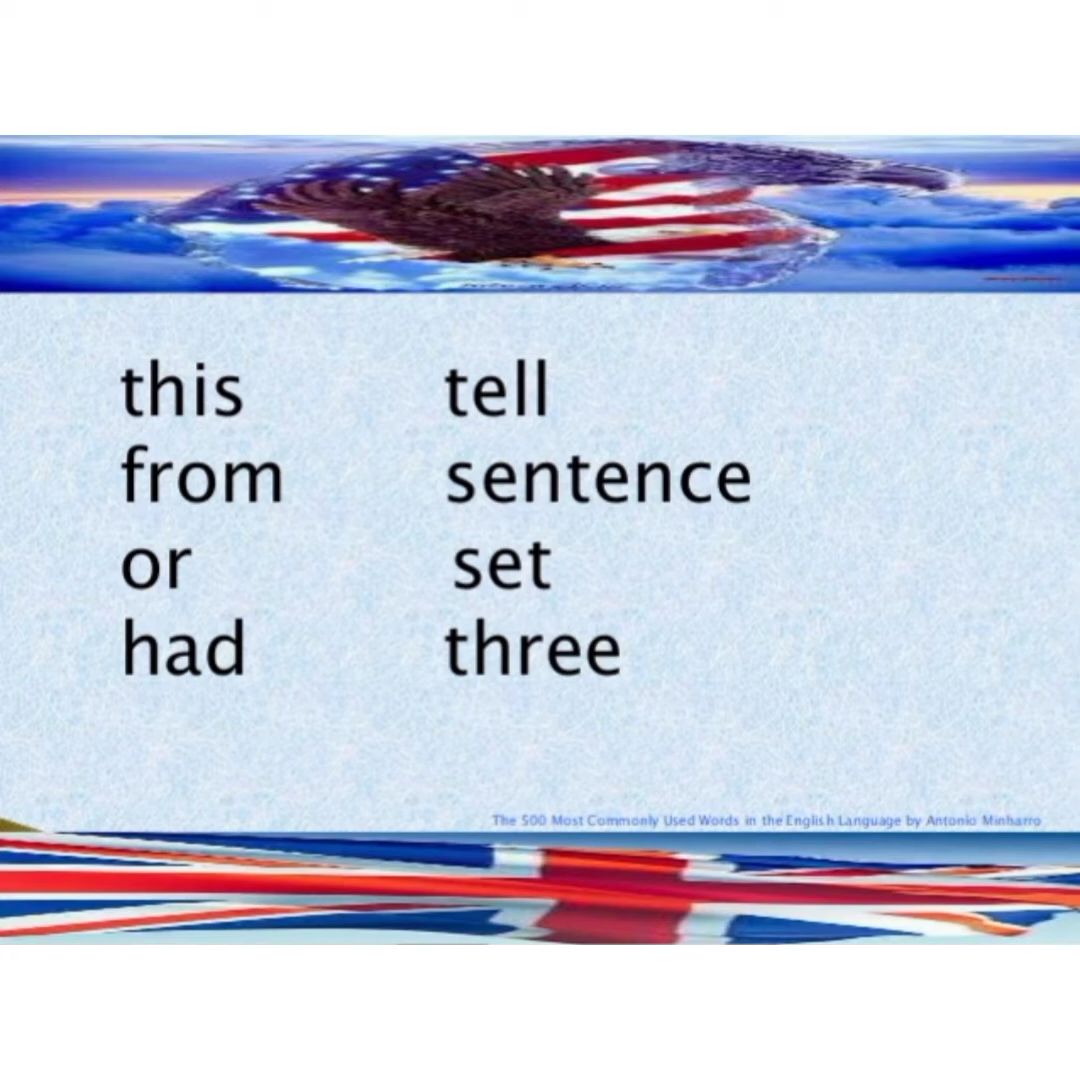 this tell
from sentence
or set
had three
The 500 Most Commonly Used Words in the English Language by Antonio Minharro